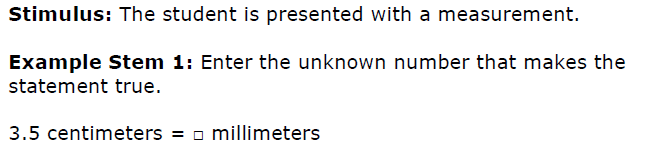 Stimulus: The student is presented with a measurement.
Example Stem 1: Enter the unknown number that makes the
statement true.
3.5 centimeters = □ millimeters